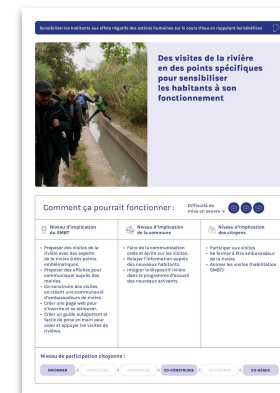 Sensibiliser les habitants aux effets négatifs des actions humaines sur le cours d'eau en rappelant les bénéfices
Des visites de la rivière
en des points spécifiques
pour sensibiliser
les habitants à son
fonctionnement
Comment ça pourrait fonctionner :
Difficulté de
mise en oeuvre
Niveau d'implication
du SMBT
• Proposer des visites de la
rivière avec des experts
de la rivière à des points
emblématiques.
• Proposer des affiches pour
communiquer auprès des
mairies.
• Co-construire des visites
en créant une communauté
d'ambassadeurs de rivière.
• Créer une page web pour
s'inscrire et se retrouver.
• Créer un guide outspoten et
facile de prise en main pour
aider et appuyer les visites de
rivières.
Niveau d'implication
de la commune
• Faire de la communication
orale et écrite sur les visites.
• Relayer l'information auprès
des nouveaux habitants.
• Intégrer le dispositif rivière
dans le programme d'accueil
des nouveaux arrivants.
Niveau d'implication
des citoyens
• Participer aux visites
• Se former à être ambassadeur
de la rivière
• Animer les visites (habilitation
SMBT)
Niveau de participation citoyenne :
INFORMER
CONSULTER
CONCERTER
CO-CONSTRUIRE
CO-DÉCIDER
CO-GÉRER